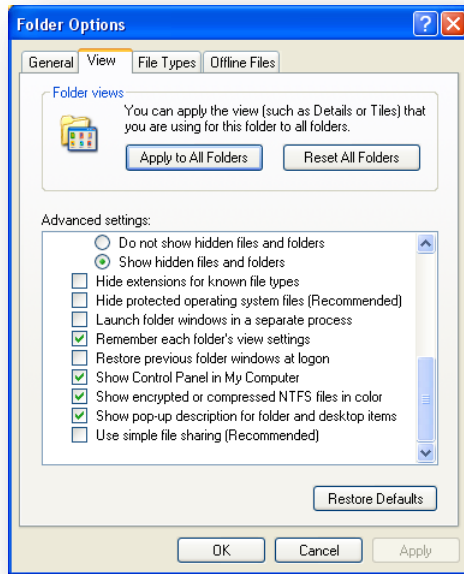 Folder Options
General View File Types Offline Files
Folder views
You can apply the view (such as Details or Tiles) that
you are using for this folder to all folders.
Apply to All Folders Reset All Folders
Advanced settings:
Do not show hidden files and folders
Show hidden files and folders
Hide extensions for known file types
Hide protected operating system files (Recommended)
Launch folder windows in a separate process
Remember each folder's view settings
Restore previous folder windows at logon
Show Control Panel in My Computer
Show encrypted or compressed NTFS files in color
Show pop-up description for folder and desktop items
Use simple file sharing (Recommended)
Restore Defaults
OK Cancel Apply